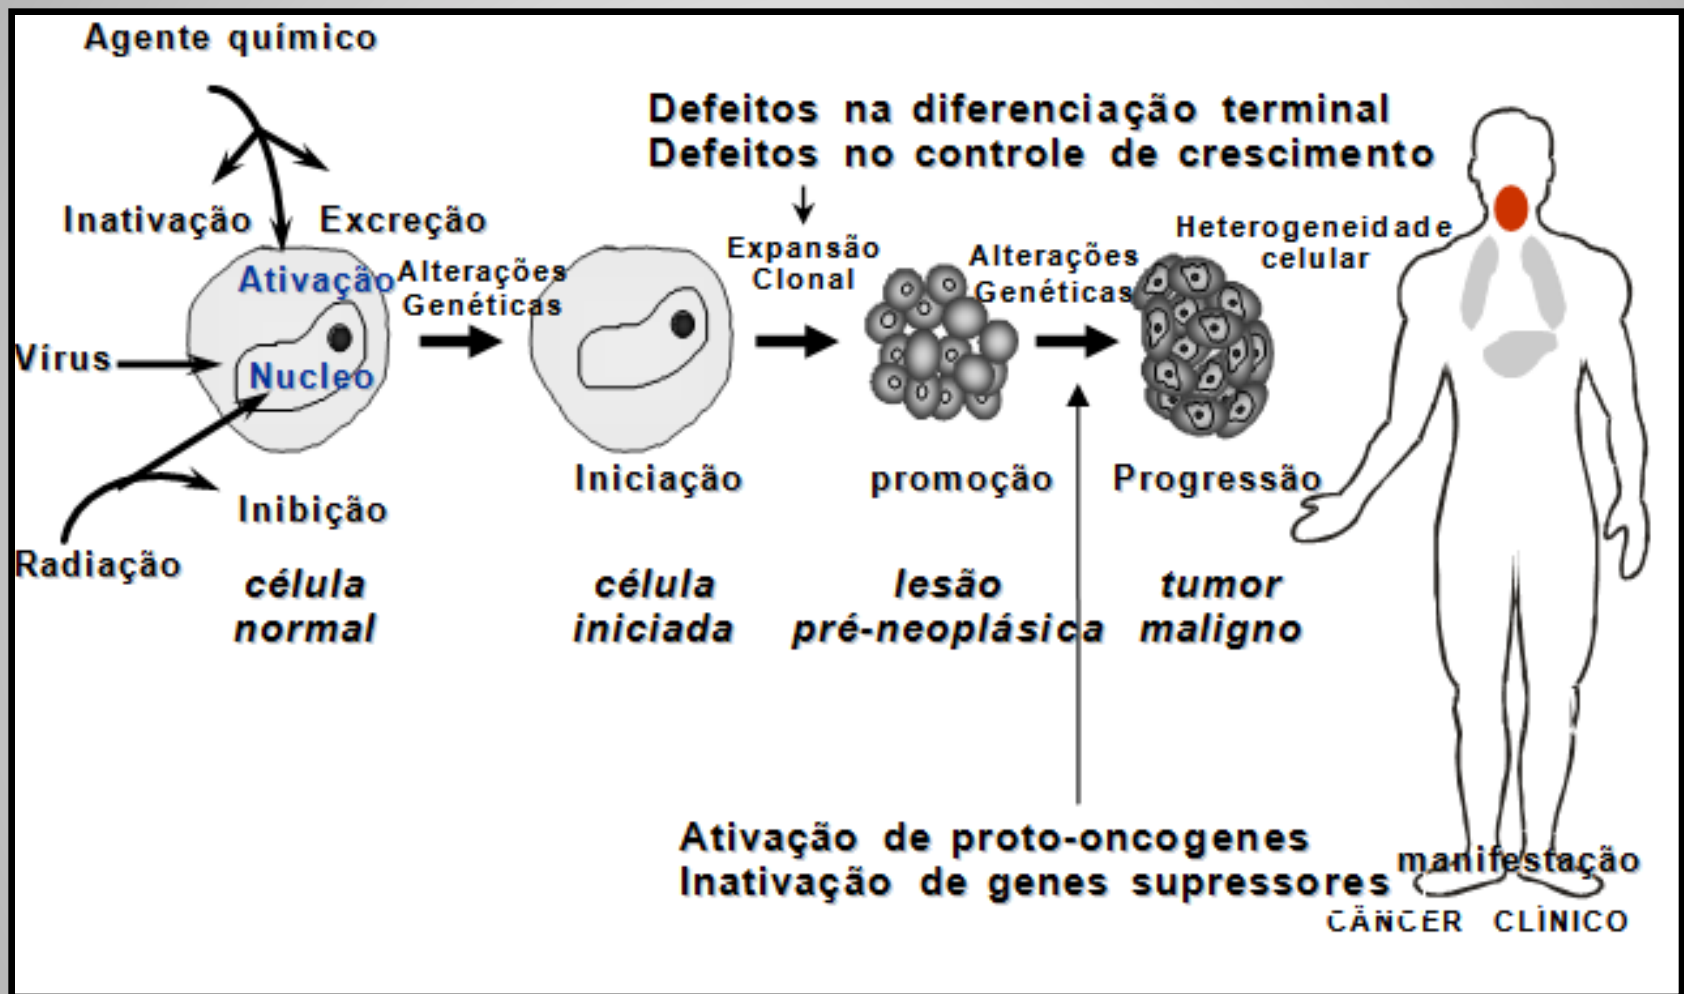 Agente químico
Defeitos na diferenciação terminal
Defeitos no controle de crescimento
Inativação
Excreção
Ativação
Alterações
Genéticas
Expansão
Clonal
Alterações
Genéticas
Heterogeneidade
celular
Vírus
Nucleo
Radiação
Inibição
Iniciação
promoção
Progressão
célula
normal
célula
iniciada
lesão
pré-neoplásica
tumor
maligno
Ativação de proto-oncogenes
Inativação de genes supressores
manifestação
CÂNCER CLÍNICO